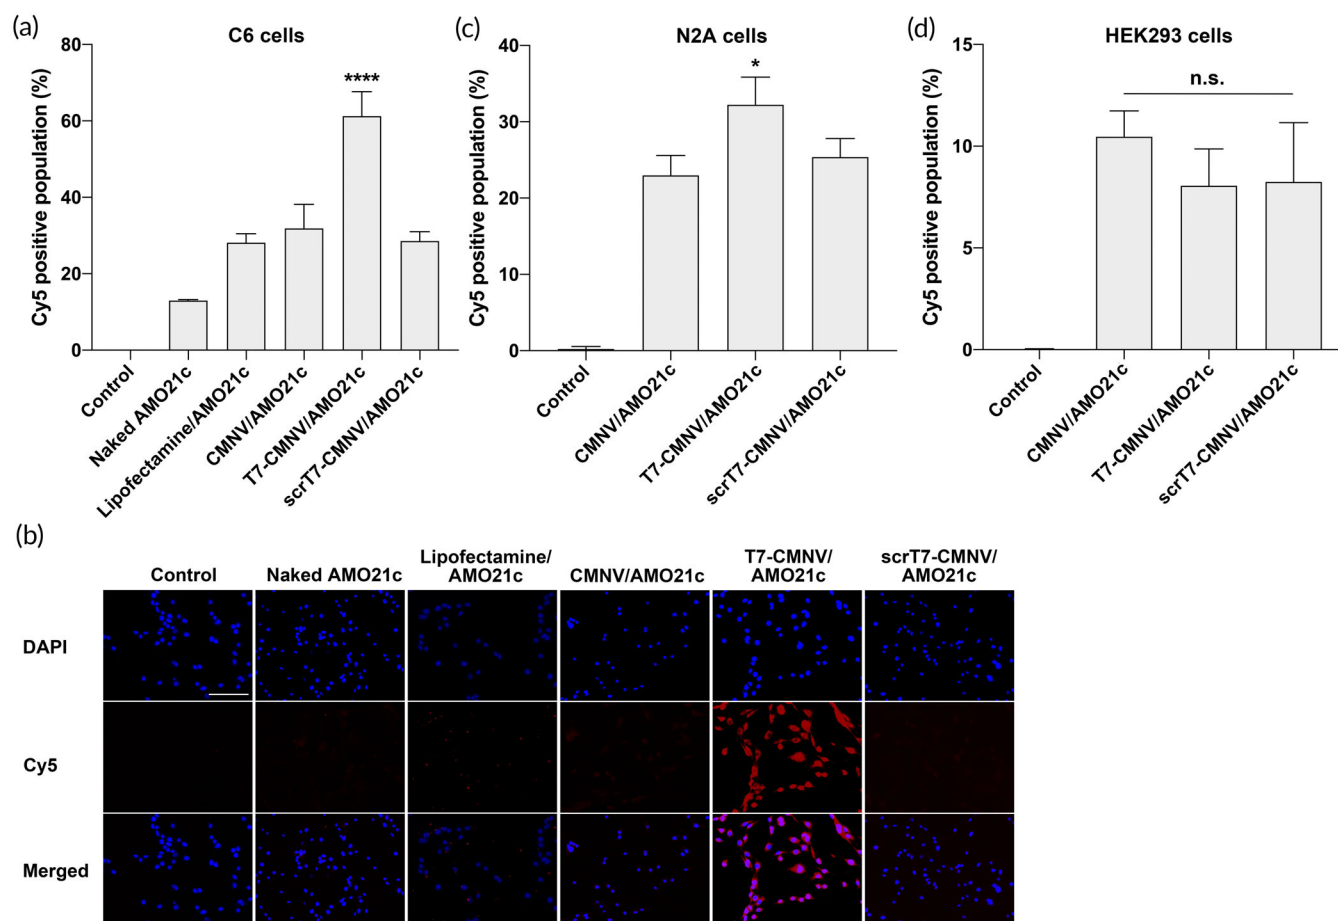 (a)
C6 cells
Cy5 positive population (%)
80
60
40
20
0
****
Control
Naked AMO21c
Lipofectamine/AMO21c
CMNV/AMO21c
T7-CMNV/AMO21c
scrT7-CMNV/AMO21c
(c)
N2A cells
Cy5 positive population (%)
40
30
20
10
0
*
Control
CMNV/AMO21c
T7-CMNV/AMO21c
scrT7-CMNV/AMO21c
(d)
HEK293 cells
Cy5 positive population (%)
15
10
5
0
n.s.
Control
CMNV/AMO21c
T7-CMNV/AMO21c
scrT7-CMNV/AMO21c
(b)
Control
Naked AMO21c
Lipofectamine/
AMO21c
CMNV/AMO21c
T7-CMNV/
AMO21c
scrT7-CMNV/
AMO21c
DAPI
Cy5
Merged